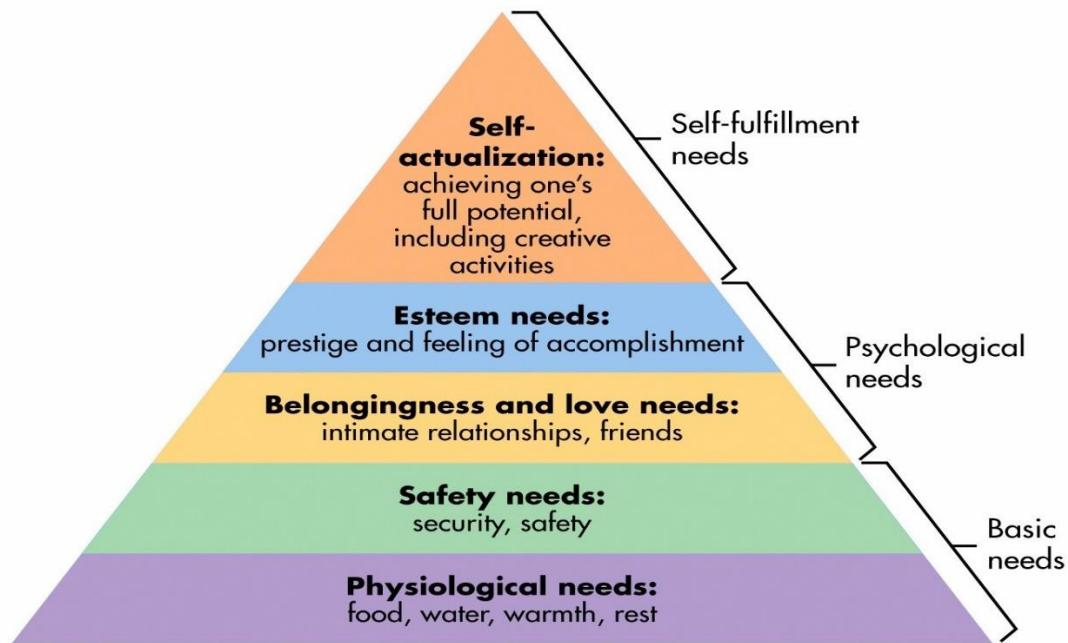 Self-
actualization:
achieving one's
full potential,
including creative
activities
Self-fulfillment
needs
Esteem needs:
prestige and feeling of accomplishment
Belongingness and love needs:
intimate relationships, friends
Psychological
needs
Safety needs:
security, safety
Physiological needs:
food, water, warmth, rest
Basic
needs